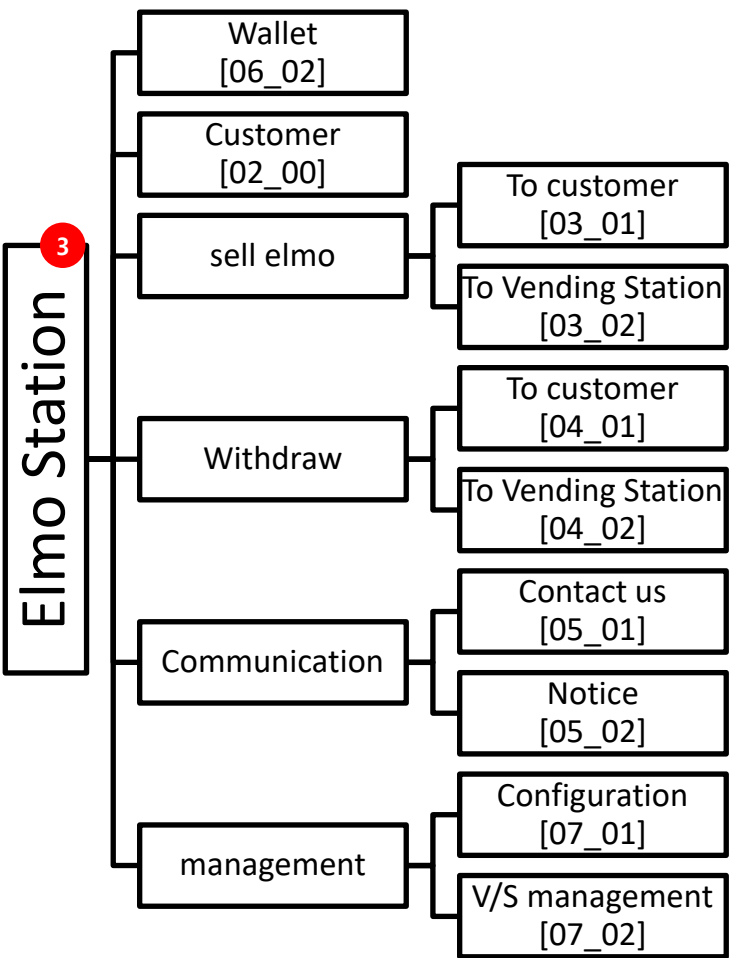 Wallet
[06_02]
Customer
[02_00]
sell elmo
To customer
[03_01]
To Vending Station
[03_02]
3
Elmo Station
Withdraw
To customer
[04_01]
To Vending Station
[04_02]
Communication
Contact us
[05_01]
Notice
[05_02]
management
Configuration
[07_01]
V/S management
[07_02]